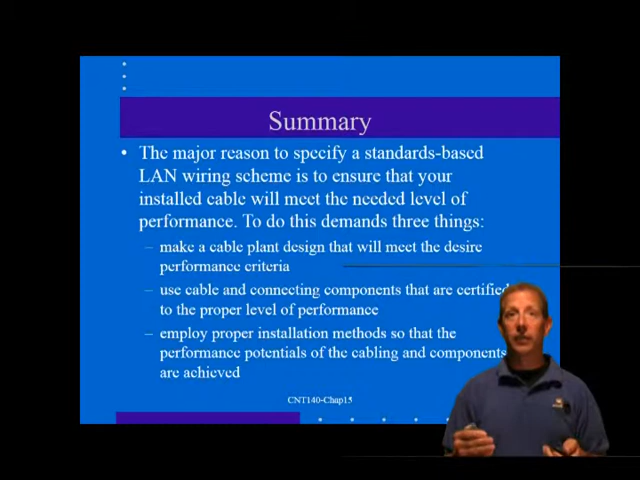 Summary
• The major reason to specify a standards-based
LAN wiring scheme is to ensure that your
installed cable will meet the needed level of
performance. To do this demands three things:
– make a cable plant design that will meet the desire
performance criteria
– use cable and connecting components that are certified
to the proper level of performance
– employ proper installation methods so that the
performance potentials of the cabling and components
are achieved
CNT140-Chap15